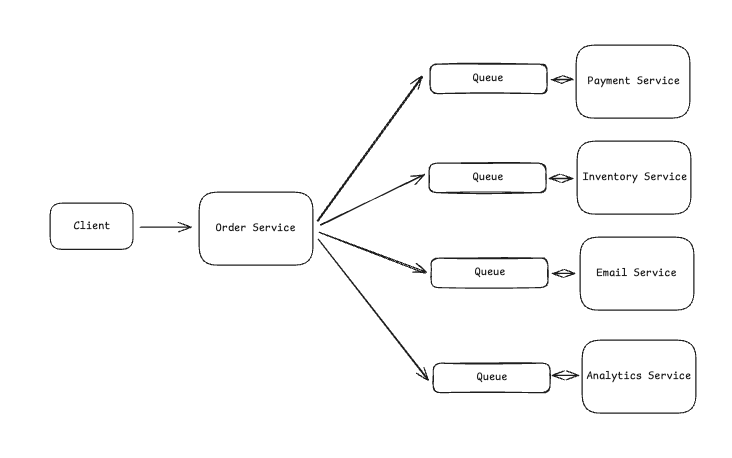 Client
Order Service
Queue
Payment Service
Queue
Inventory Service
Queue
Email Service
Queue
Analytics Service